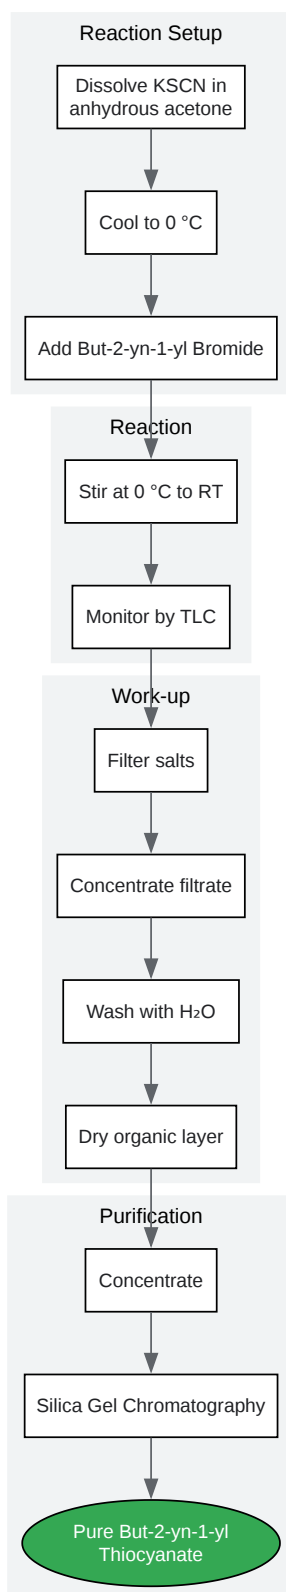 Reaction Setup
Dissolve KSCN in
anhydrous acetone
Cool to 0 °C
Add But-2-yn-1-yl Bromide
Reaction
Stir at 0 °C to RT
Monitor by TLC
Work-up
Filter salts
Concentrate filtrate
Wash with H₂O
Dry organic layer
Purification
Concentrate
Silica Gel Chromatography
Pure But-2-yn-1-yl
Thiocyanate